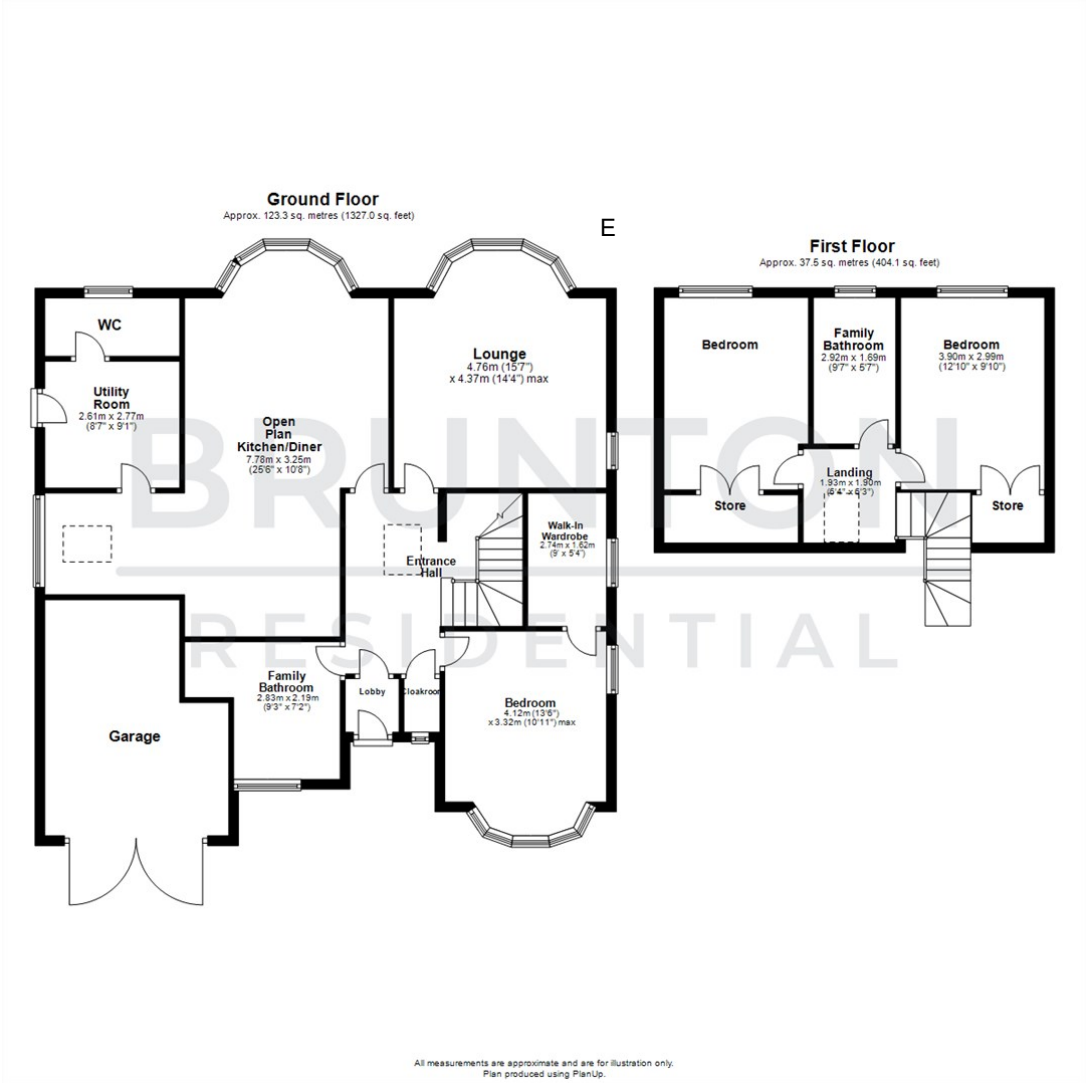 Ground Floor
Approx. 123.3 sq. metres (1327.0 sq. feet)
E
First Floor
Approx. 37.5 sq. metres (404.1 sq. feet)
WC
Utility
Room
2.61m x 2.77m
(8'7" x 9'1")
Open
Plan
Kitchen/Diner
7.78m x 3.25m
(25'6" x 10'8")
Lounge
4.76m (15'7")
x 4.37m (14'4") max
Bedroom
Family
Bathroom
2.92m x 1.69m
(9'7" x 5'7")
Bedroom
3.90m x 2.99m
(12'10" x 9'10")
Landing
1.93m x 1.90m
(6'4" x 6'3")
Store
Store
Walk-In
Wardrobe
2.74m x 1.62m
(9' x 5'4")
Entrance
Hall
N
BRUNTON
RESIDENTIAL
Garage
Family
Bathroom
2.83m x 2.19m
(9'3" x 7'2")
Lobby
Cloakroom
Bedroom
4.12m (13'6")
x 3.32m (10'11") max
All measurements are approximate and are for illustration only.
Plan produced using PlanUp.